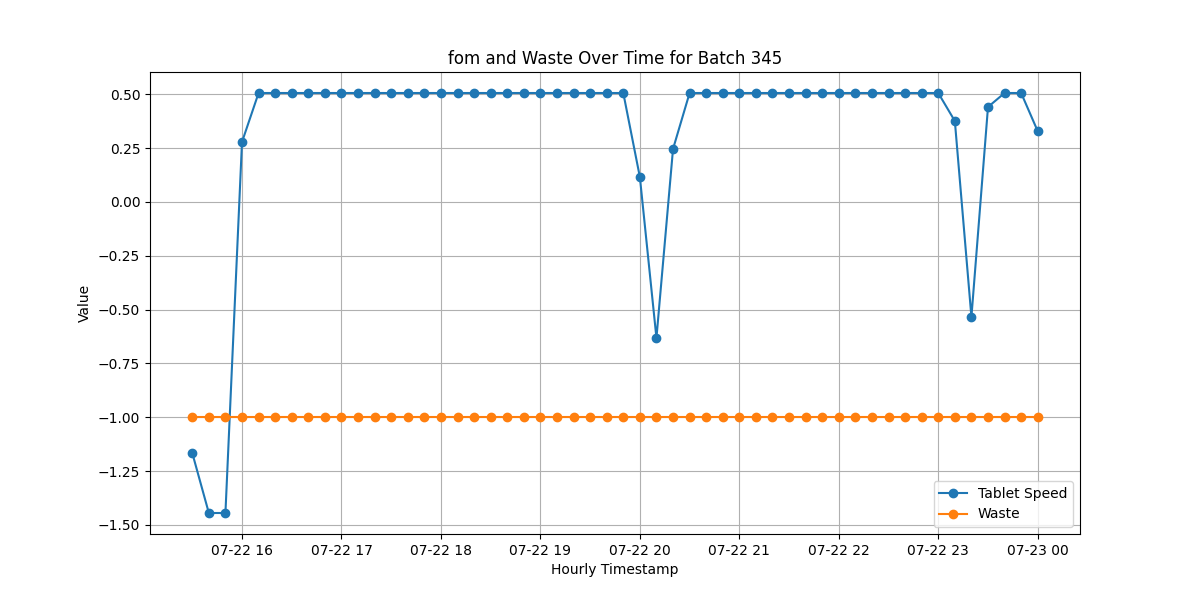 fom and Waste Over Time for Batch 345
Value
0.50
0.25
0.00
−0.25
−0.50
−0.75
−1.00
−1.25
−1.50
Tablet Speed
Waste
07-22 16 07-22 17 07-22 18 07-22 19 07-22 20 07-22 21 07-22 22 07-22 23 07-23 00
Hourly Timestamp